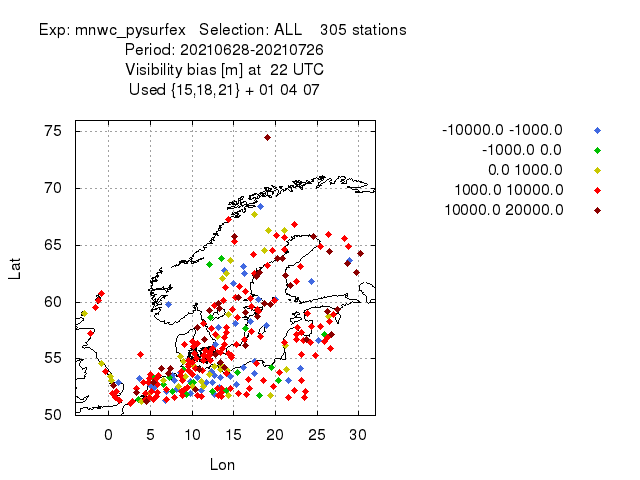 Exp: mnwc_pysurfex   Selection: ALL    305 stations
Period: 20210628-20210726
Visibility bias [m] at  22 UTC
Used {15,18,21} + 01 04 07
-10000.0 -1000.0
-1000.0 0.0
0.0 1000.0
1000.0 10000.0
10000.0 20000.0
75
70
65
60
55
50
Lat
0 5 10 15 20 25 30
Lon